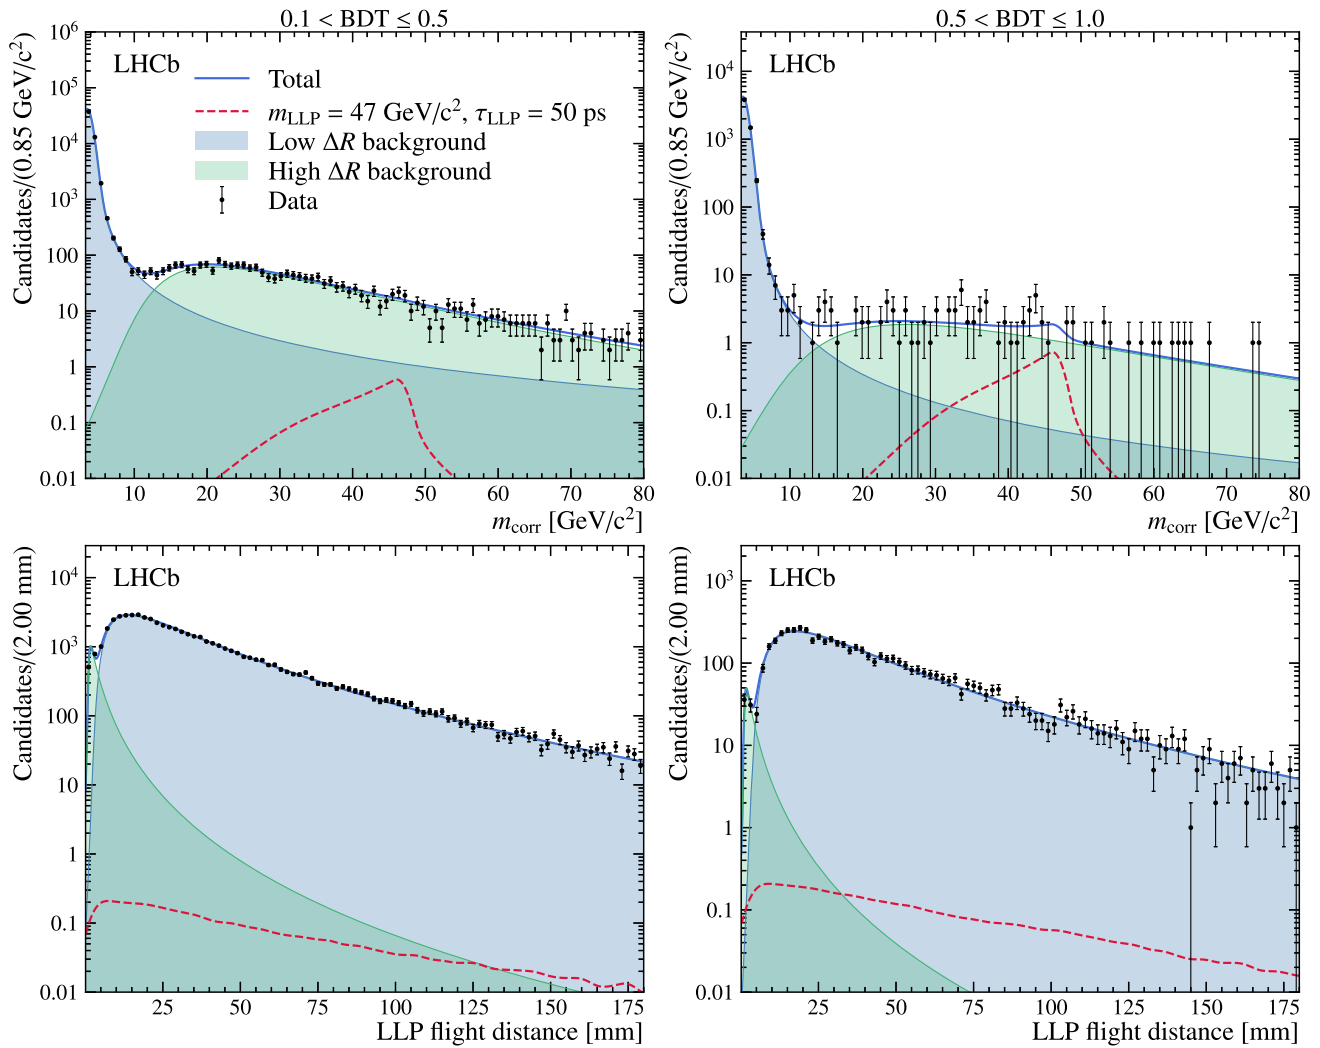 0.1 < BDT ≤ 0.5
0.5 < BDT ≤ 1.0
LHCb
Total
m_LLP = 47 GeV/c², τ_LLP = 50 ps
Low ΔR background
High ΔR background
Data
Candidates/(0.85 GeV/c²)
10⁶
10⁵
10⁴
10³
100
10
1
0.1
0.01
10 20 30 40 50 60 70 80
m_corr [GeV/c²]
LHCb
Candidates/(0.85 GeV/c²)
10⁴
10³
100
10
1
0.1
0.01
10 20 30 40 50 60 70 80
m_corr [GeV/c²]
LHCb
Candidates/(2.00 mm)
10⁴
10³
100
10
1
0.1
0.01
25 50 75 100 125 150 175
LLP flight distance [mm]
LHCb
Candidates/(2.00 mm)
10³
100
10
1
0.1
0.01
25 50 75 100 125 150 175
LLP flight distance [mm]